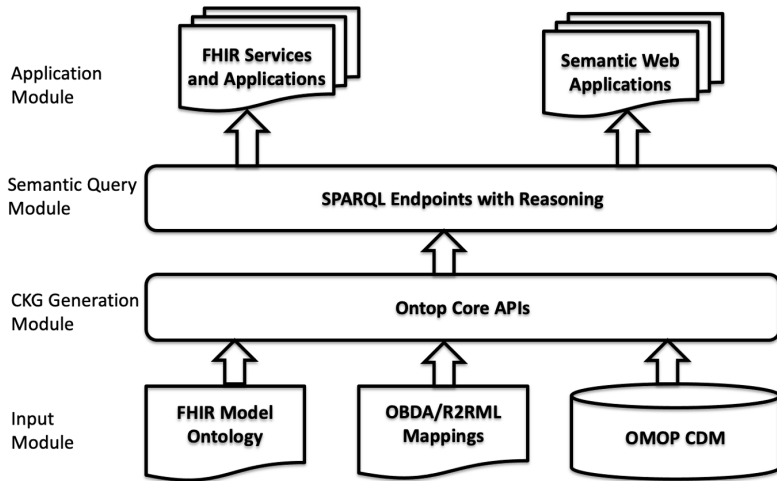 Application
Module
FHIR Services
and Applications
Semantic Web
Applications
Semantic Query
Module
SPARQL Endpoints with Reasoning
CKG Generation
Module
Ontop Core APIs
Input
Module
FHIR Model
Ontology
OBDA/R2RML
Mappings
OMOP CDM